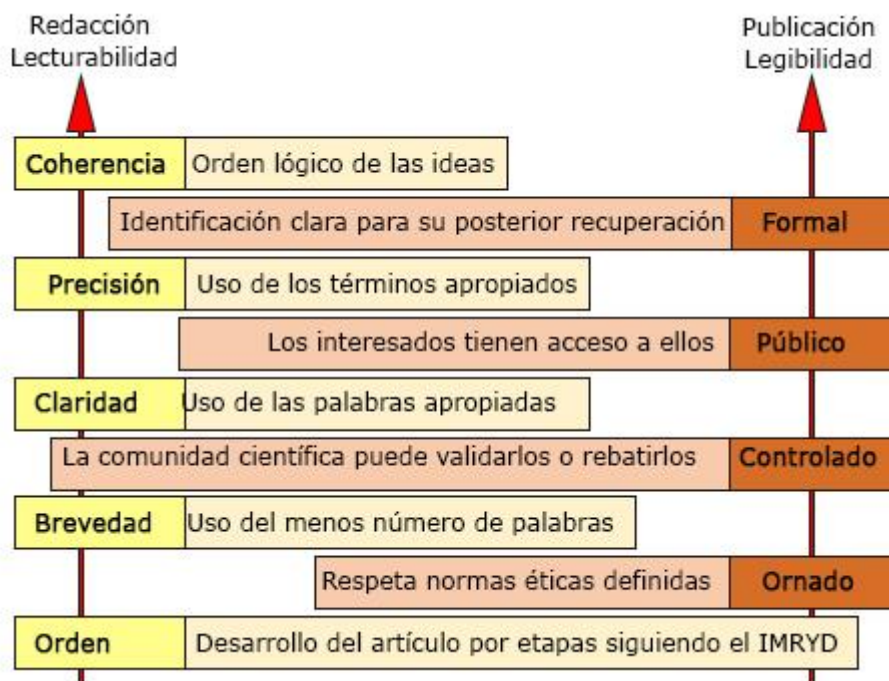 Redacción
Lecturabilidad
Publicación
Legibilidad
Coherencia Orden lógico de las ideas
Identificación clara para su posterior recuperación Formal
Precisión Uso de los términos apropiados
Los interesados tienen acceso a ellos Público
Claridad Uso de las palabras apropiadas
La comunidad científica puede validarlos o rebatirlos Controlado
Brevedad Uso del menos número de palabras
Respeta normas éticas definidas Ornado
Orden Desarrollo del artículo por etapas siguiendo el IMRYD